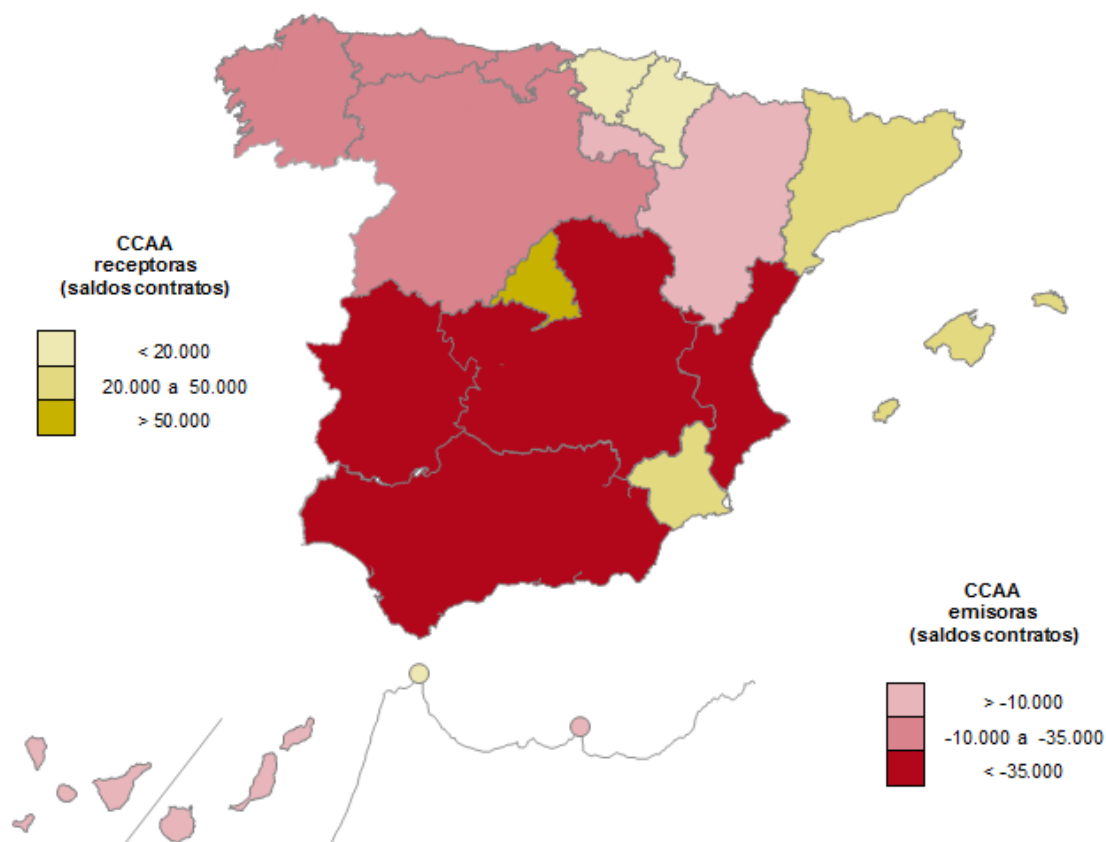 CCAA
receptoras
(saldos contratos)
< 20.000
20.000 a 50.000
> 50.000
CCAA
emisoras
(saldos contratos)
> -10.000
-10.000 a -35.000
< -35.000